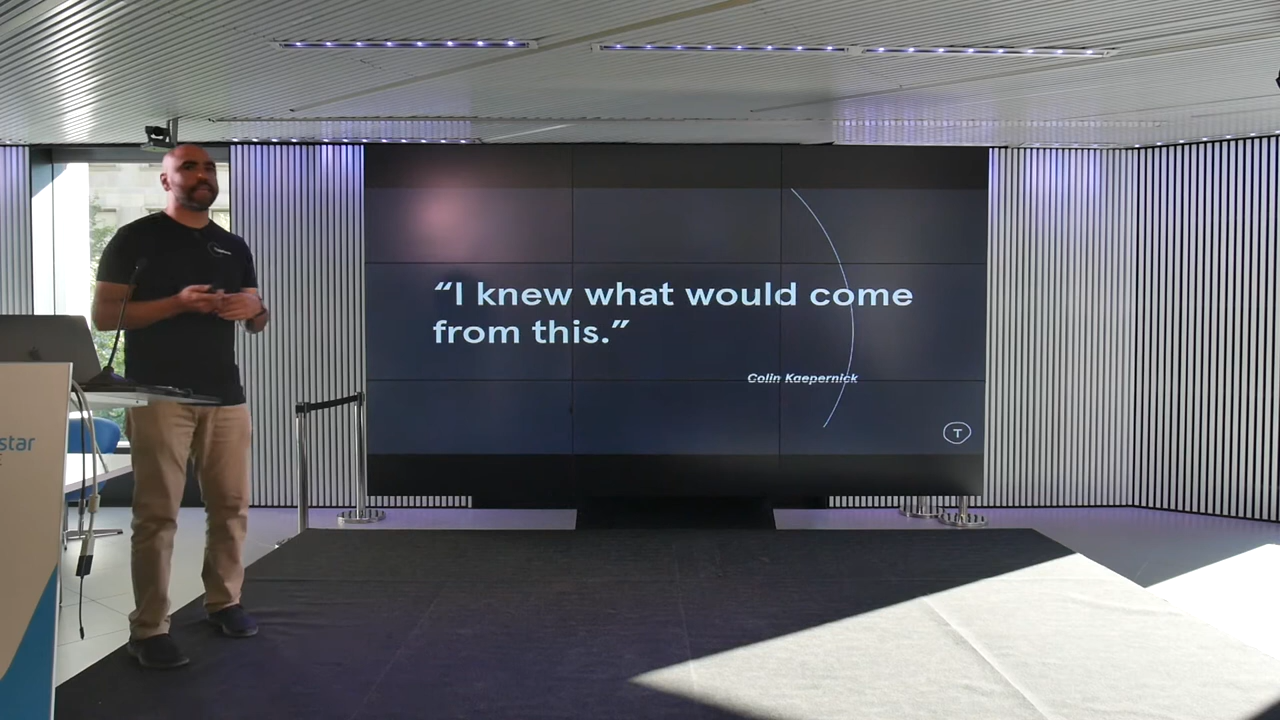 “I knew what would come
from this.”
Colin Kaepernick
T
star